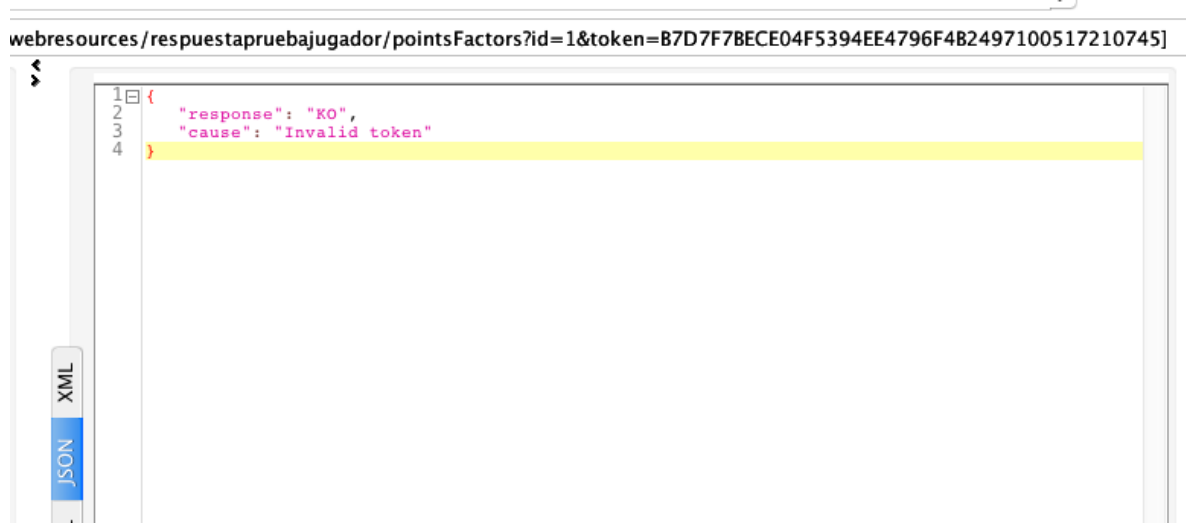 webresources/respuestapruebajugador/pointsFactors?id=1&token=B7D7F7BECE04F5394EE4796F4B2497100517210745]
1 {
2 "response": "KO",
3 "cause": "Invalid token"
4 }
XML
JSON